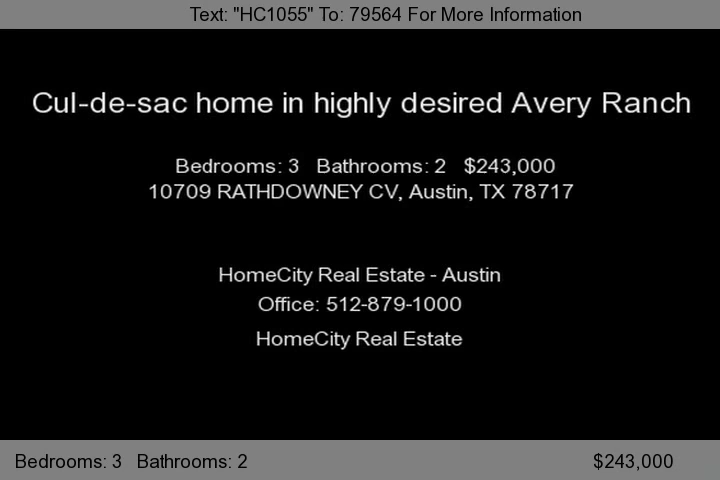 Text: "HC1055" To: 79564 For More Information
Cul-de-sac home in highly desired Avery Ranch
Bedrooms: 3 Bathrooms: 2 $243,000
10709 RATHDOWNEY CV, Austin, TX 78717
HomeCity Real Estate - Austin
Office: 512-879-1000
HomeCity Real Estate
Bedrooms: 3 Bathrooms: 2 $243,000